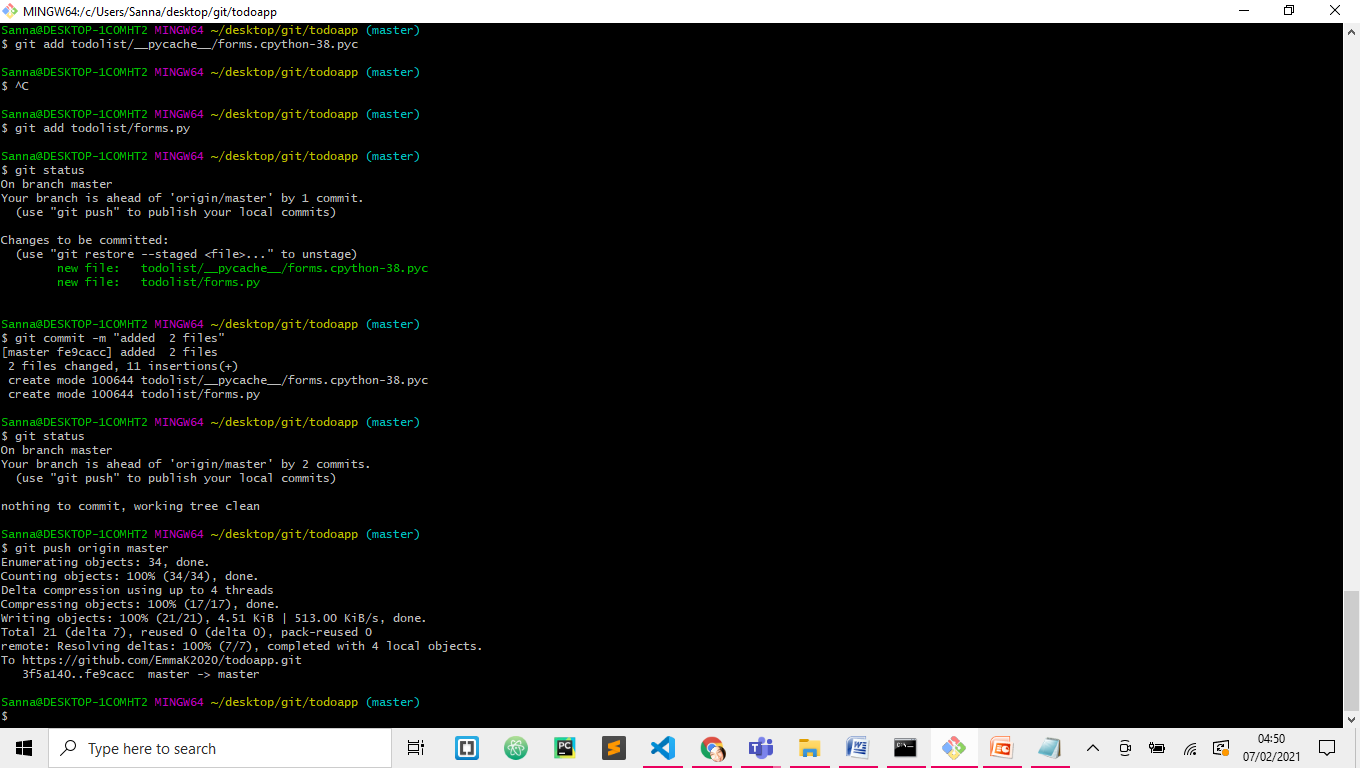 MINGW64:/c/Users/Sanna/desktop/git/todoapp
Sanna@DESKTOP-1COMHT2 MINGW64 ~/desktop/git/todoapp (master)
$ git add todolist/__pycache__/forms.cpython-38.pyc
Sanna@DESKTOP-1COMHT2 MINGW64 ~/desktop/git/todoapp (master)
$ ^C
Sanna@DESKTOP-1COMHT2 MINGW64 ~/desktop/git/todoapp (master)
$ git add todolist/forms.py
Sanna@DESKTOP-1COMHT2 MINGW64 ~/desktop/git/todoapp (master)
$ git status
On branch master
Your branch is ahead of 'origin/master' by 1 commit.
  (use "git push" to publish your local commits)
Changes to be committed:
  (use "git restore --staged <file>..." to unstage)
        new file:   todolist/__pycache__/forms.cpython-38.pyc
        new file:   todolist/forms.py
Sanna@DESKTOP-1COMHT2 MINGW64 ~/desktop/git/todoapp (master)
$ git commit -m "added  2 files"
[master fe9cacc] added  2 files
 2 files changed, 11 insertions(+)
 create mode 100644 todolist/__pycache__/forms.cpython-38.pyc
 create mode 100644 todolist/forms.py
Sanna@DESKTOP-1COMHT2 MINGW64 ~/desktop/git/todoapp (master)
$ git status
On branch master
Your branch is ahead of 'origin/master' by 2 commits.
  (use "git push" to publish your local commits)
nothing to commit, working tree clean
Sanna@DESKTOP-1COMHT2 MINGW64 ~/desktop/git/todoapp (master)
$ git push origin master
Enumerating objects: 34, done.
Counting objects: 100% (34/34), done.
Delta compression using up to 4 threads
Compressing objects: 100% (17/17), done.
Writing objects: 100% (21/21), 4.51 KiB | 513.00 KiB/s, done.
Total 21 (delta 7), reused 0 (delta 0), pack-reused 0
remote: Resolving deltas: 100% (7/7), completed with 4 local objects.
To https://github.com/EmmaK2020/todoapp.git
   3f5a140..fe9cacc  master -> master
Sanna@DESKTOP-1COMHT2 MINGW64 ~/desktop/git/todoapp (master)
$
Type here to search
04:50
07/02/2021